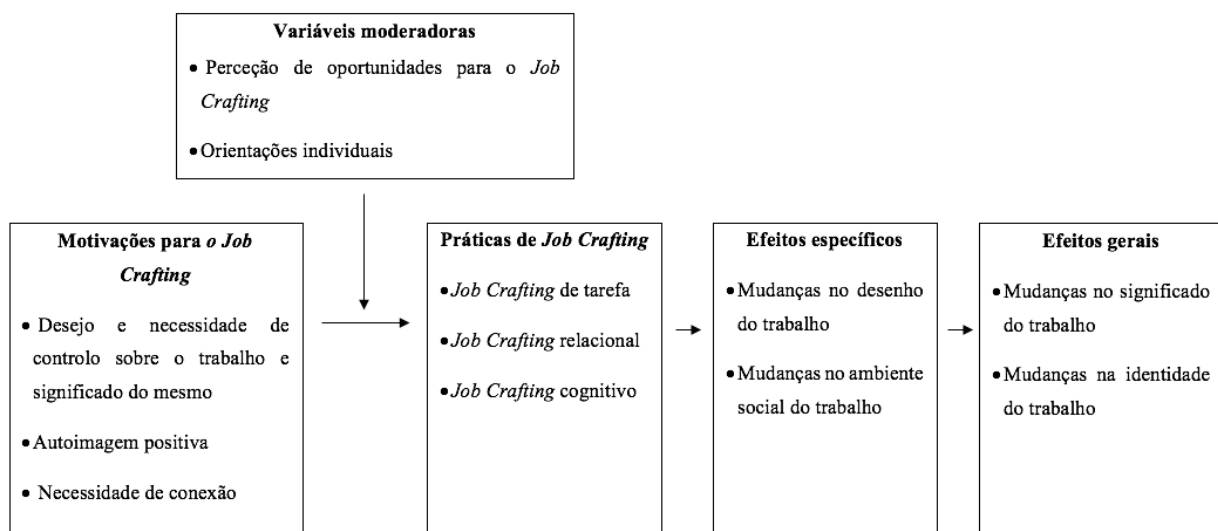 Variáveis moderadoras
• Perceção de oportunidades para o Job
Crafting
• Orientações individuais
Motivações para o Job
Crafting
• Desejo e necessidade de
controlo sobre o trabalho e
significado do mesmo
• Autoimagem positiva
• Necessidade de conexão
Práticas de Job Crafting
• Job Crafting de tarefa
• Job Crafting relacional
• Job Crafting cognitivo
Efeitos específicos
• Mudanças no desenho
do trabalho
• Mudanças no ambiente
social do trabalho
Efeitos gerais
• Mudanças no significado
do trabalho
• Mudanças na identidade
do trabalho